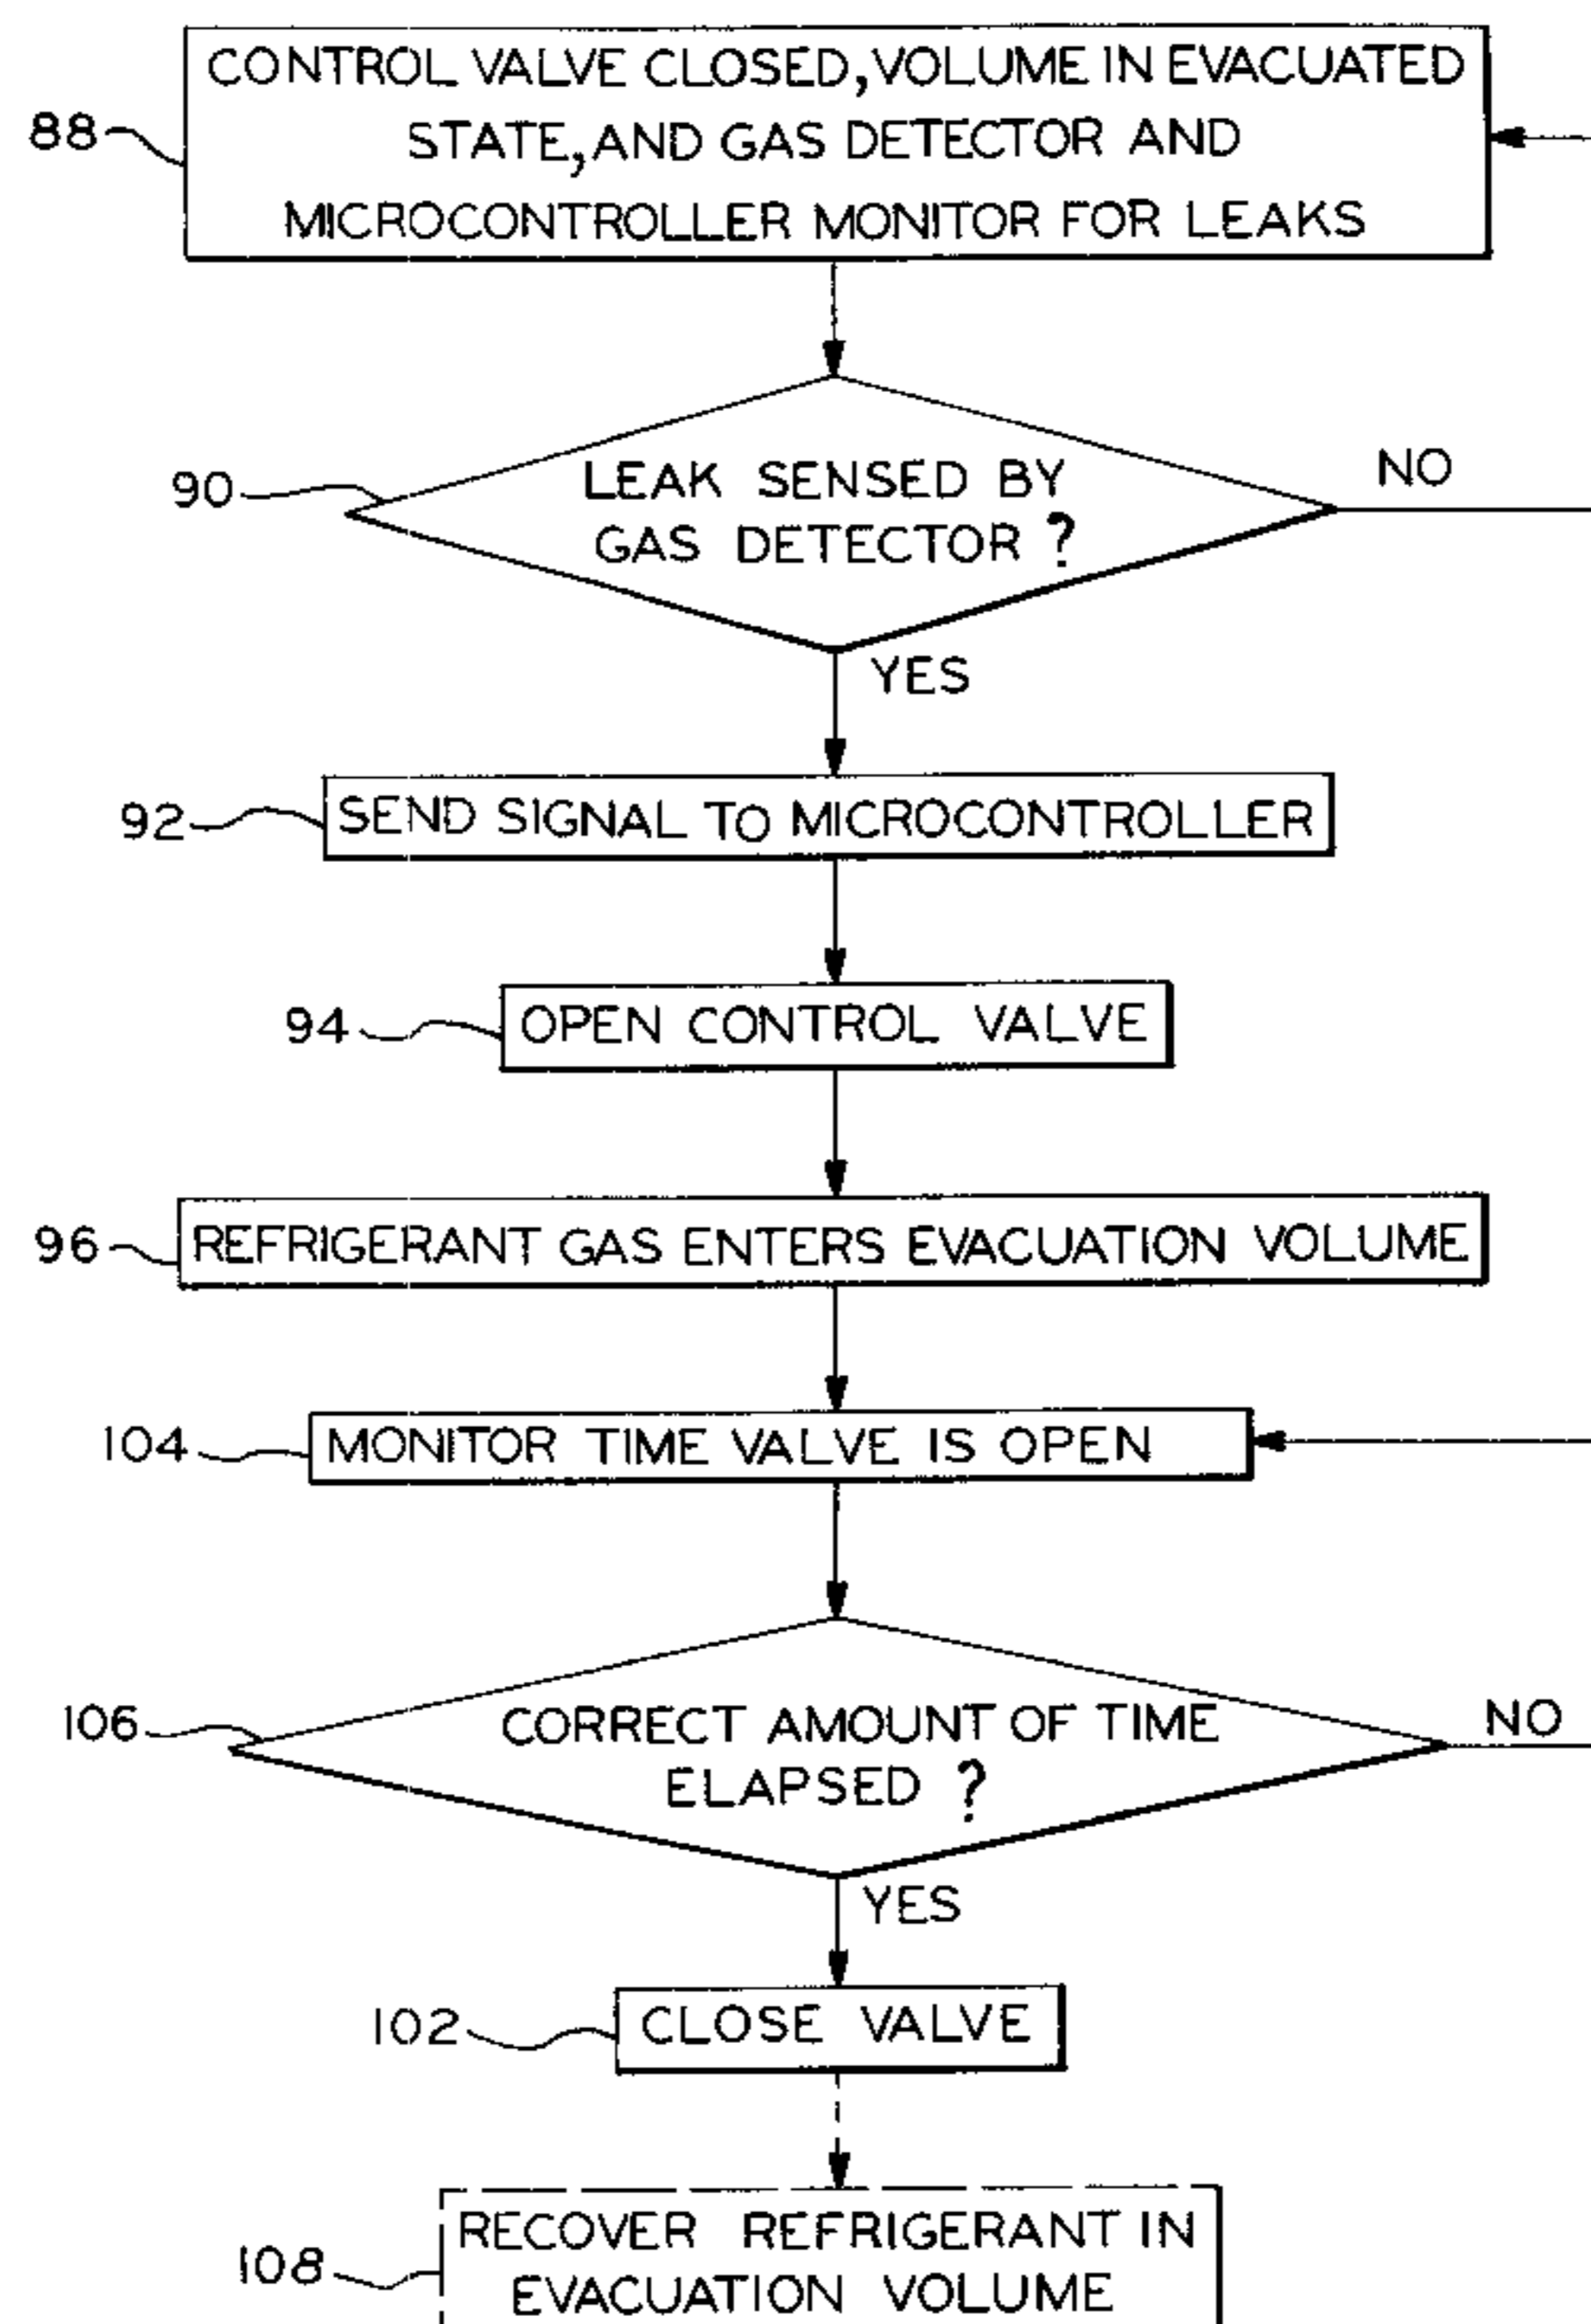 CONTROL VALVE CLOSED, VOLUME IN EVACUATED
STATE, AND GAS DETECTOR AND
MICROCONTROLLER MONITOR FOR LEAKS
88
LEAK SENSED BY
GAS DETECTOR ?
90
NO
YES
92
SEND SIGNAL TO MICROCONTROLLER
94
OPEN CONTROL VALVE
96
REFRIGERANT GAS ENTERS EVACUATION VOLUME
104
MONITOR TIME VALVE IS OPEN
106
CORRECT AMOUNT OF TIME
ELAPSED ?
NO
YES
102
CLOSE VALVE
108
RECOVER REFRIGERANT IN
EVACUATION VOLUME